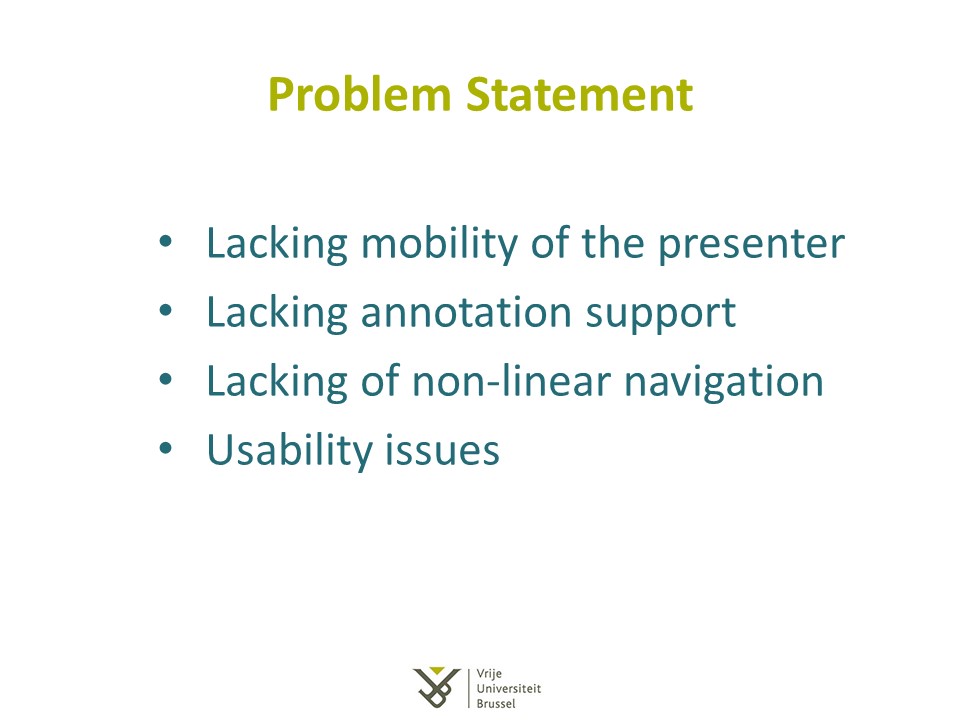 Problem Statement
• Lacking mobility of the presenter
• Lacking annotation support
• Lacking of non-linear navigation
• Usability issues
Vrije
Universiteit
Brussel